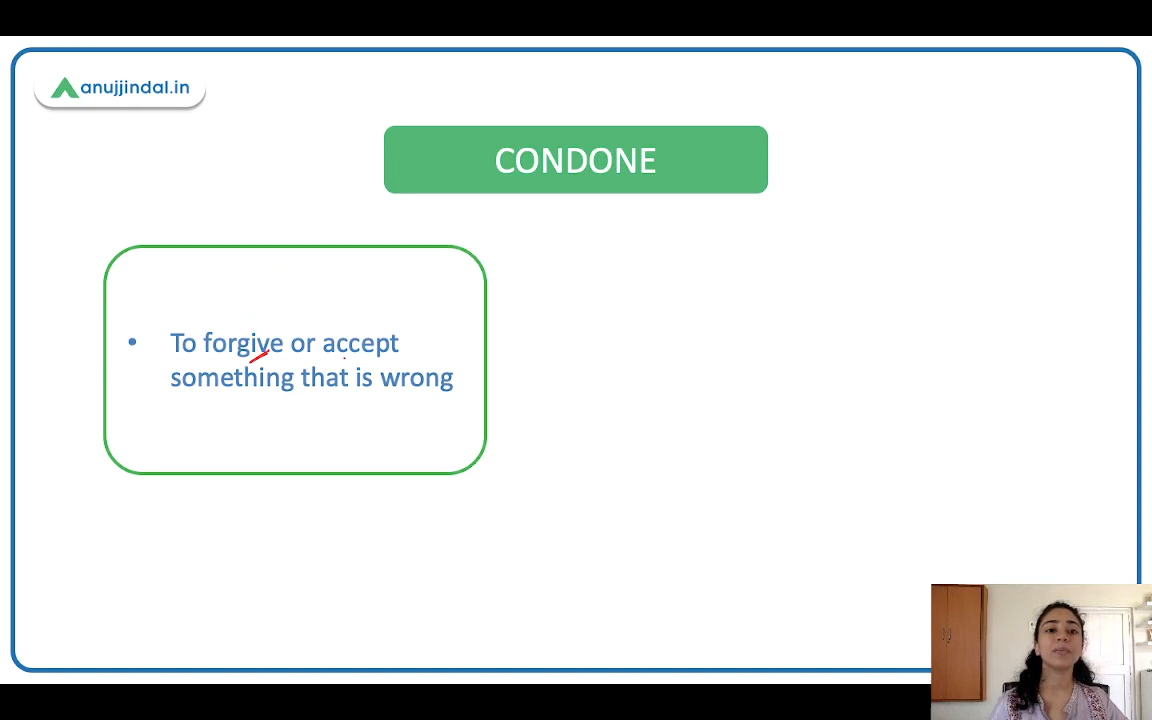 anujjindal.in
CONDONE
• To forgive or accept
something that is wrong